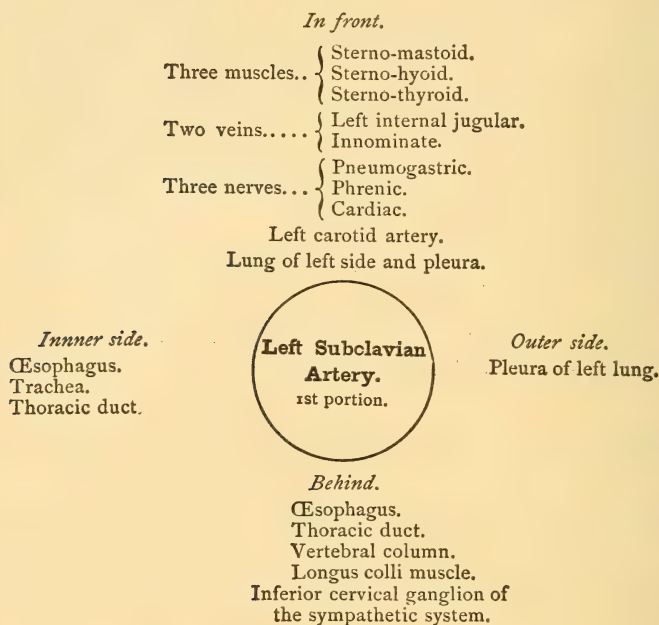 In front.
Three muscles.. { Sterno-mastoid.
Sterno-hyoid.
Sterno-thyroid.
Two veins..... { Left internal jugular.
Innominate.
Three nerves... { Pneumogastric.
Phrenic.
Cardiac.
Left carotid artery.
Lung of left side and pleura.
Innner side.
Œsophagus.
Trachea.
Thoracic duct.
Left Subclavian
Artery.
1st portion.
Outer side.
Pleura of left lung.
Behind.
Œsophagus.
Thoracic duct.
Vertebral column.
Longus colli muscle.
Inferior cervical ganglion of
the sympathetic system.